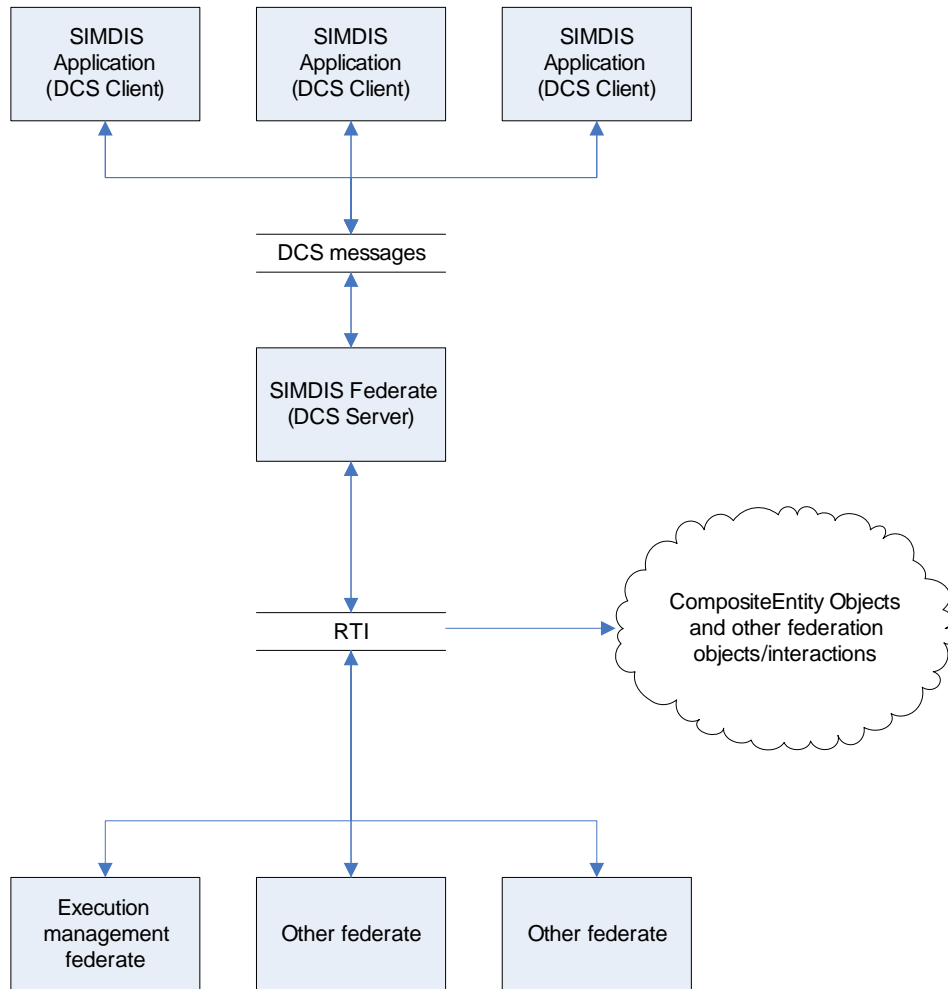 SIMDIS
Application
(DCS Client)
SIMDIS
Application
(DCS Client)
SIMDIS
Application
(DCS Client)
DCS messages
SIMDIS Federate
(DCS Server)
CompositeEntity Objects
and other federation
objects/interactions
RTI
Execution
management
federate
Other federate
Other federate